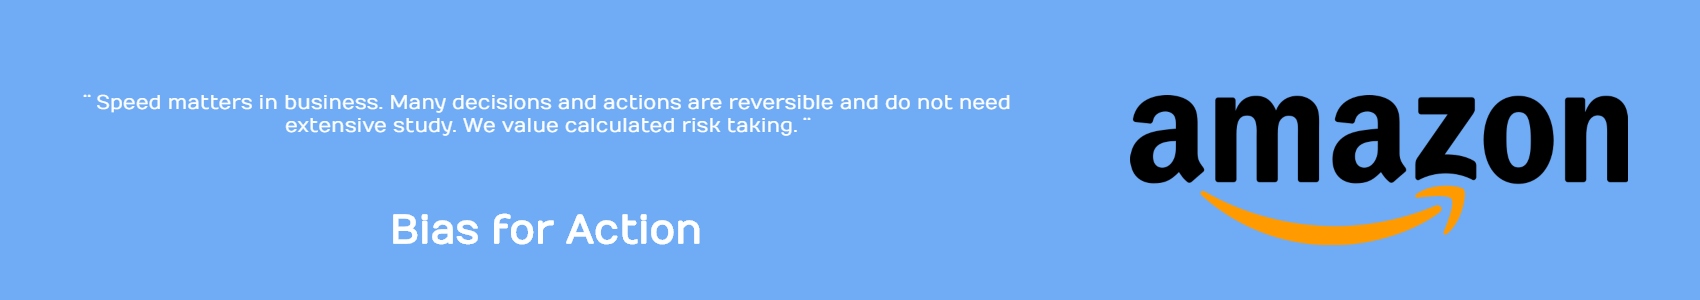 ¨ Speed matters in business. Many decisions and actions are reversible and do not need
extensive study. We value calculated risk taking. ¨
Bias for Action
amazon